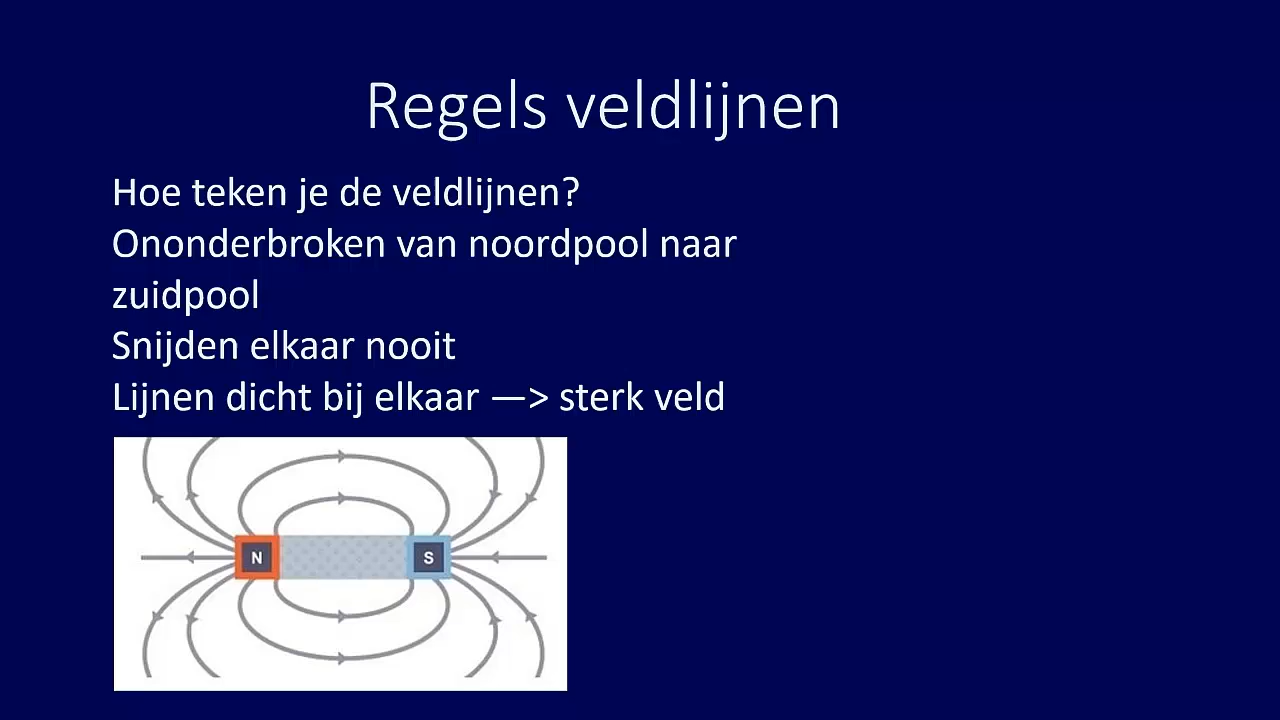 Regels veldlijnen
Hoe teken je de veldlijnen?
Ononderbroken van noordpool naar
zuidpool
Snijden elkaar nooit
Lijnen dicht bij elkaar —> sterk veld
N
S